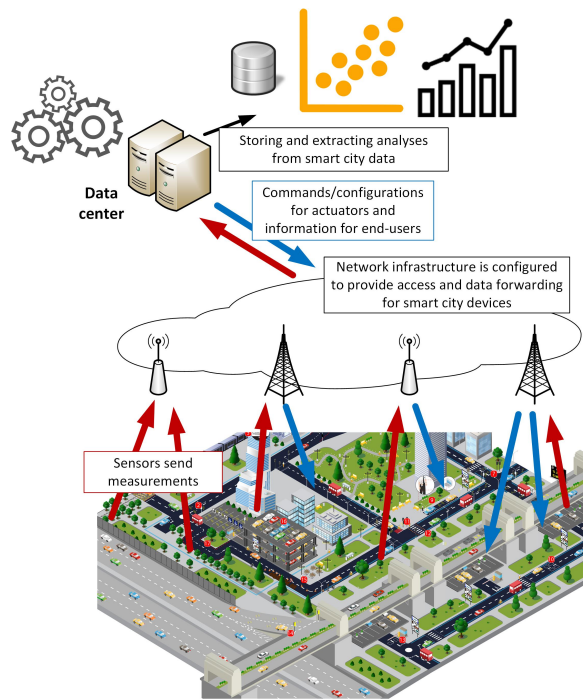 Storing and extracting analyses
from smart city data
Data
center
Commands/configurations
for actuators and
information for end-users
Network infrastructure is configured
to provide access and data forwarding
for smart city devices
Sensors send
measurements